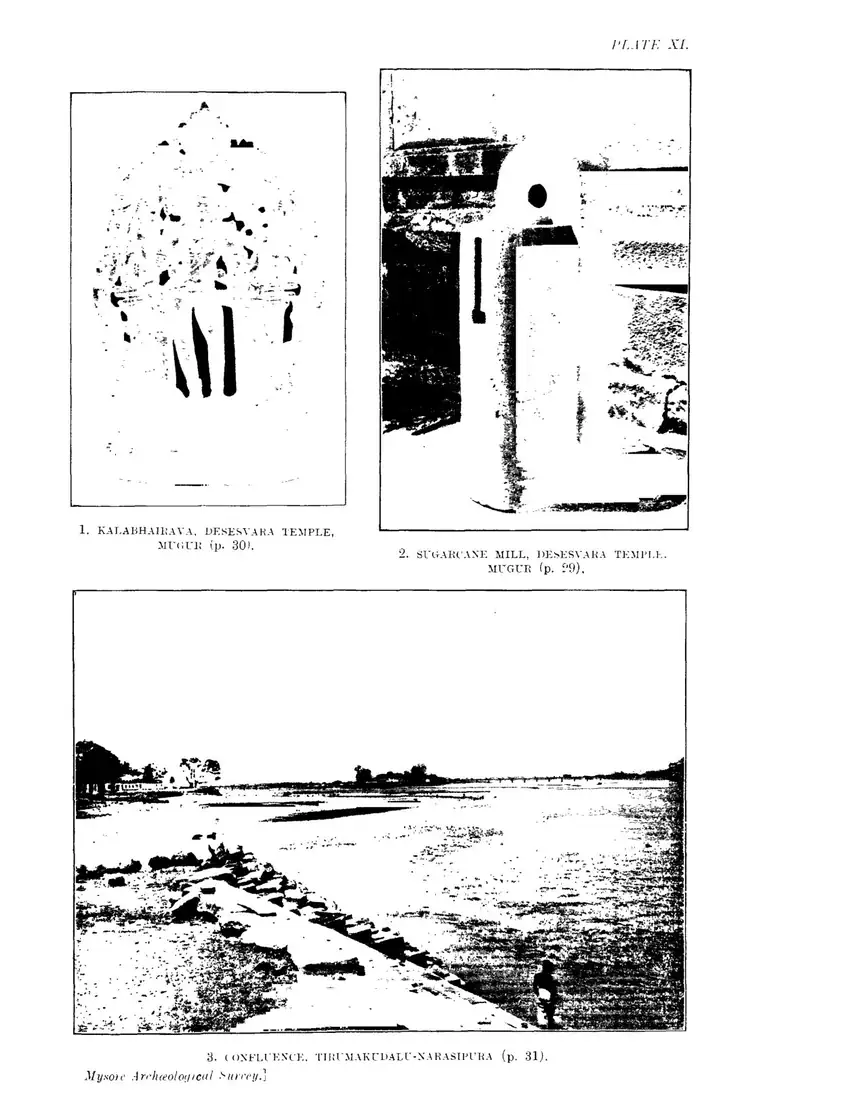 PLATE XI.
1. KALABHAIRAVA, DESESVARA TEMPLE,
MUGUR (p. 30).
2. SUGARCANE MILL, DESESVARA TEMPLE.
MUGUR (p. 29).
3. CONFLUENCE, TIRUMAKUDALU-NARASIPURA (p. 31).
Mysore Archæological Survey.]